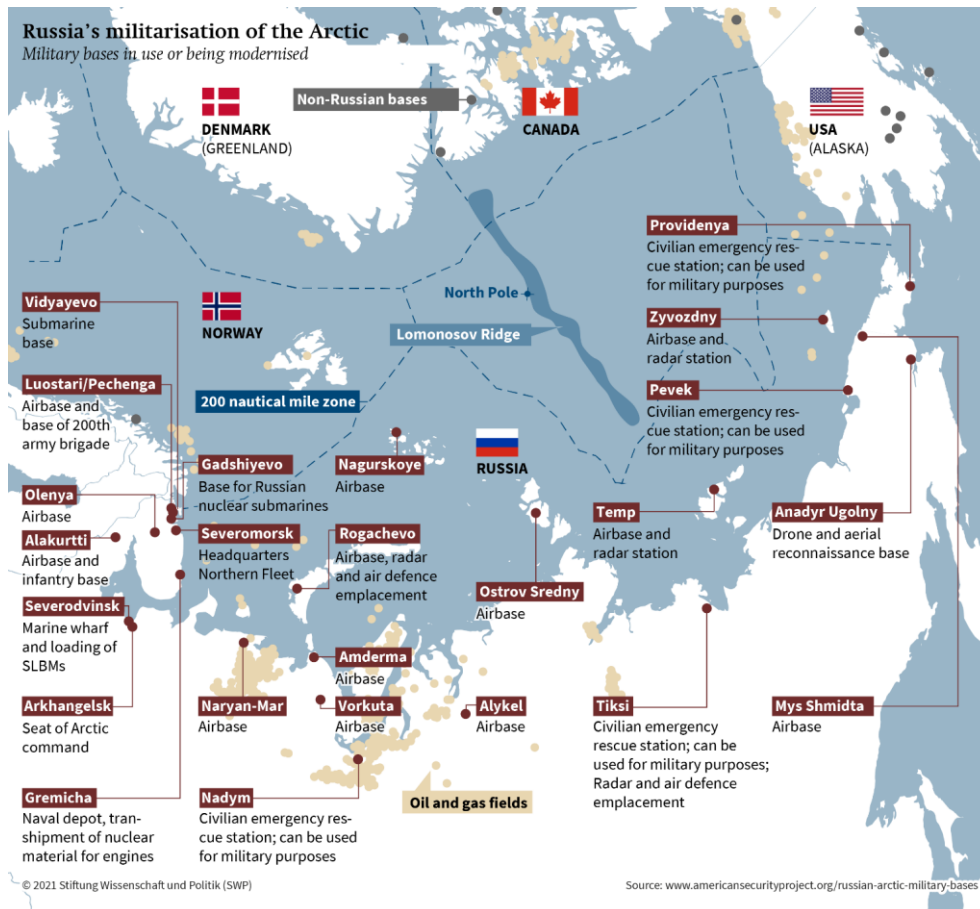 Russia's militarisation of the Arctic
Military bases in use or being modernised
Non-Russian bases
DENMARK
(GREENLAND)
CANADA
USA
(ALASKA)
Providenya
Civilian emergency res-
cue station; can be used
for military purposes
North Pole
Vidyayevo
Submarine
base
NORWAY
Lomonosov Ridge
Zyvozdny
Airbase and
radar station
Luostari/Pechenga
Airbase and
base of 200th
army brigade
200 nautical mile zone
Pevek
Civilian emergency res-
cue station; can be used
for military purposes
Gadshiyevo
Base for Russian
nuclear submarines
Nagurskoye
Airbase
RUSSIA
Olenya
Airbase
Severomorsk
Headquarters
Northern Fleet
Rogachevo
Airbase, radar
and air defence
emplacement
Temp
Airbase and
radar station
Anadyr Ugolny
Drone and aerial
reconnaissance base
Alakurtti
Airbase and
infantry base
Ostrov Sredny
Airbase
Severodvinsk
Marine wharf
and loading of
SLBMs
Amderma
Airbase
Arkhangelsk
Seat of Arctic
command
Naryan-Mar
Airbase
Vorkuta
Airbase
Alykel
Airbase
Tiksi
Civilian emergency
rescue station; can be
used for military purposes;
Radar and air defence
emplacement
Mys Shmidta
Airbase
Gremicha
Naval depot, tran-
shipment of nuclear
material for engines
Nadym
Civilian emergency res-
cue station; can be used
for military purposes
Oil and gas fields
© 2021 Stiftung Wissenschaft und Politik (SWP)
Source: www.americansecurityproject.org/russian-arctic-military-bases